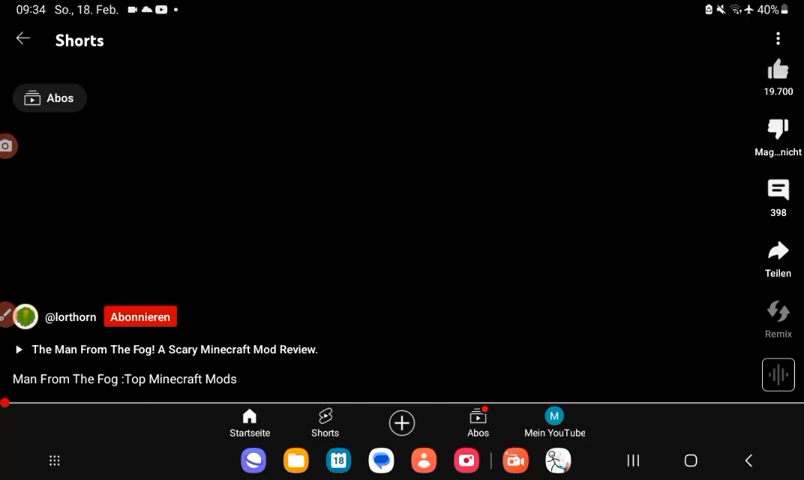 09:34 So., 18. Feb.
40%
Shorts
Abos
19.700
Mag...nicht
398
Teilen
Remix
@lorthorn Abonnieren
The Man From The Fog! A Scary Minecraft Mod Review.
Man From The Fog :Top Minecraft Mods
M
Startseite Shorts Abos Mein YouTube
18